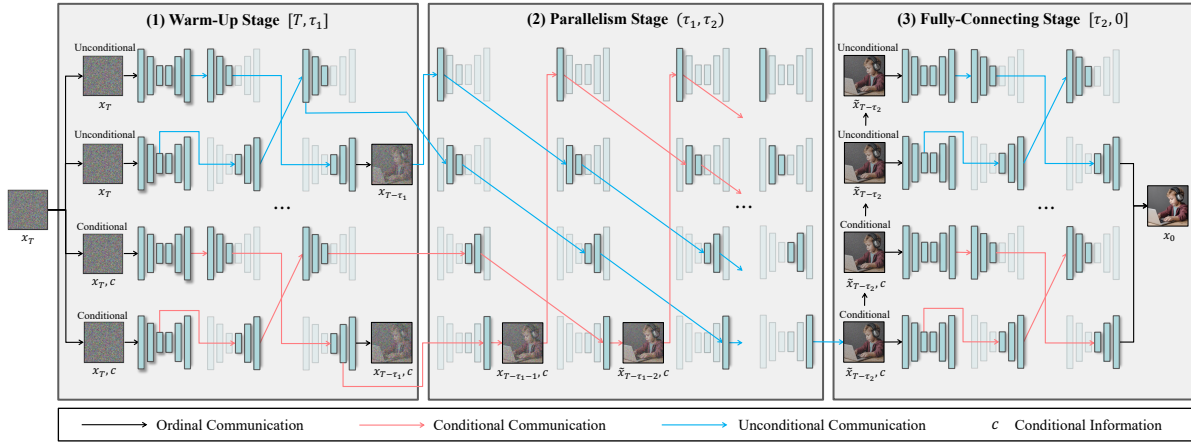 (1) Warm-Up Stage [T, τ₁]
(2) Parallelism Stage (τ₁, τ₂)
(3) Fully-Connecting Stage [τ₂, 0]
Unconditional
x_T
Unconditional
x_T
x_{T−τ₁}
...
x_T
Conditional
x_T, c
Conditional
x_T, c
x_{T−τ₁}, c
...
x_{T−τ₁−1}, c
x̃_{T−τ₁−2}, c
Unconditional
x̃_{T−τ₂}
Unconditional
x̃_{T−τ₂}
...
Conditional
x̃_{T−τ₂}, c
Conditional
x̃_{T−τ₂}, c
x₀
Ordinal Communication
Conditional Communication
Unconditional Communication
c Conditional Information